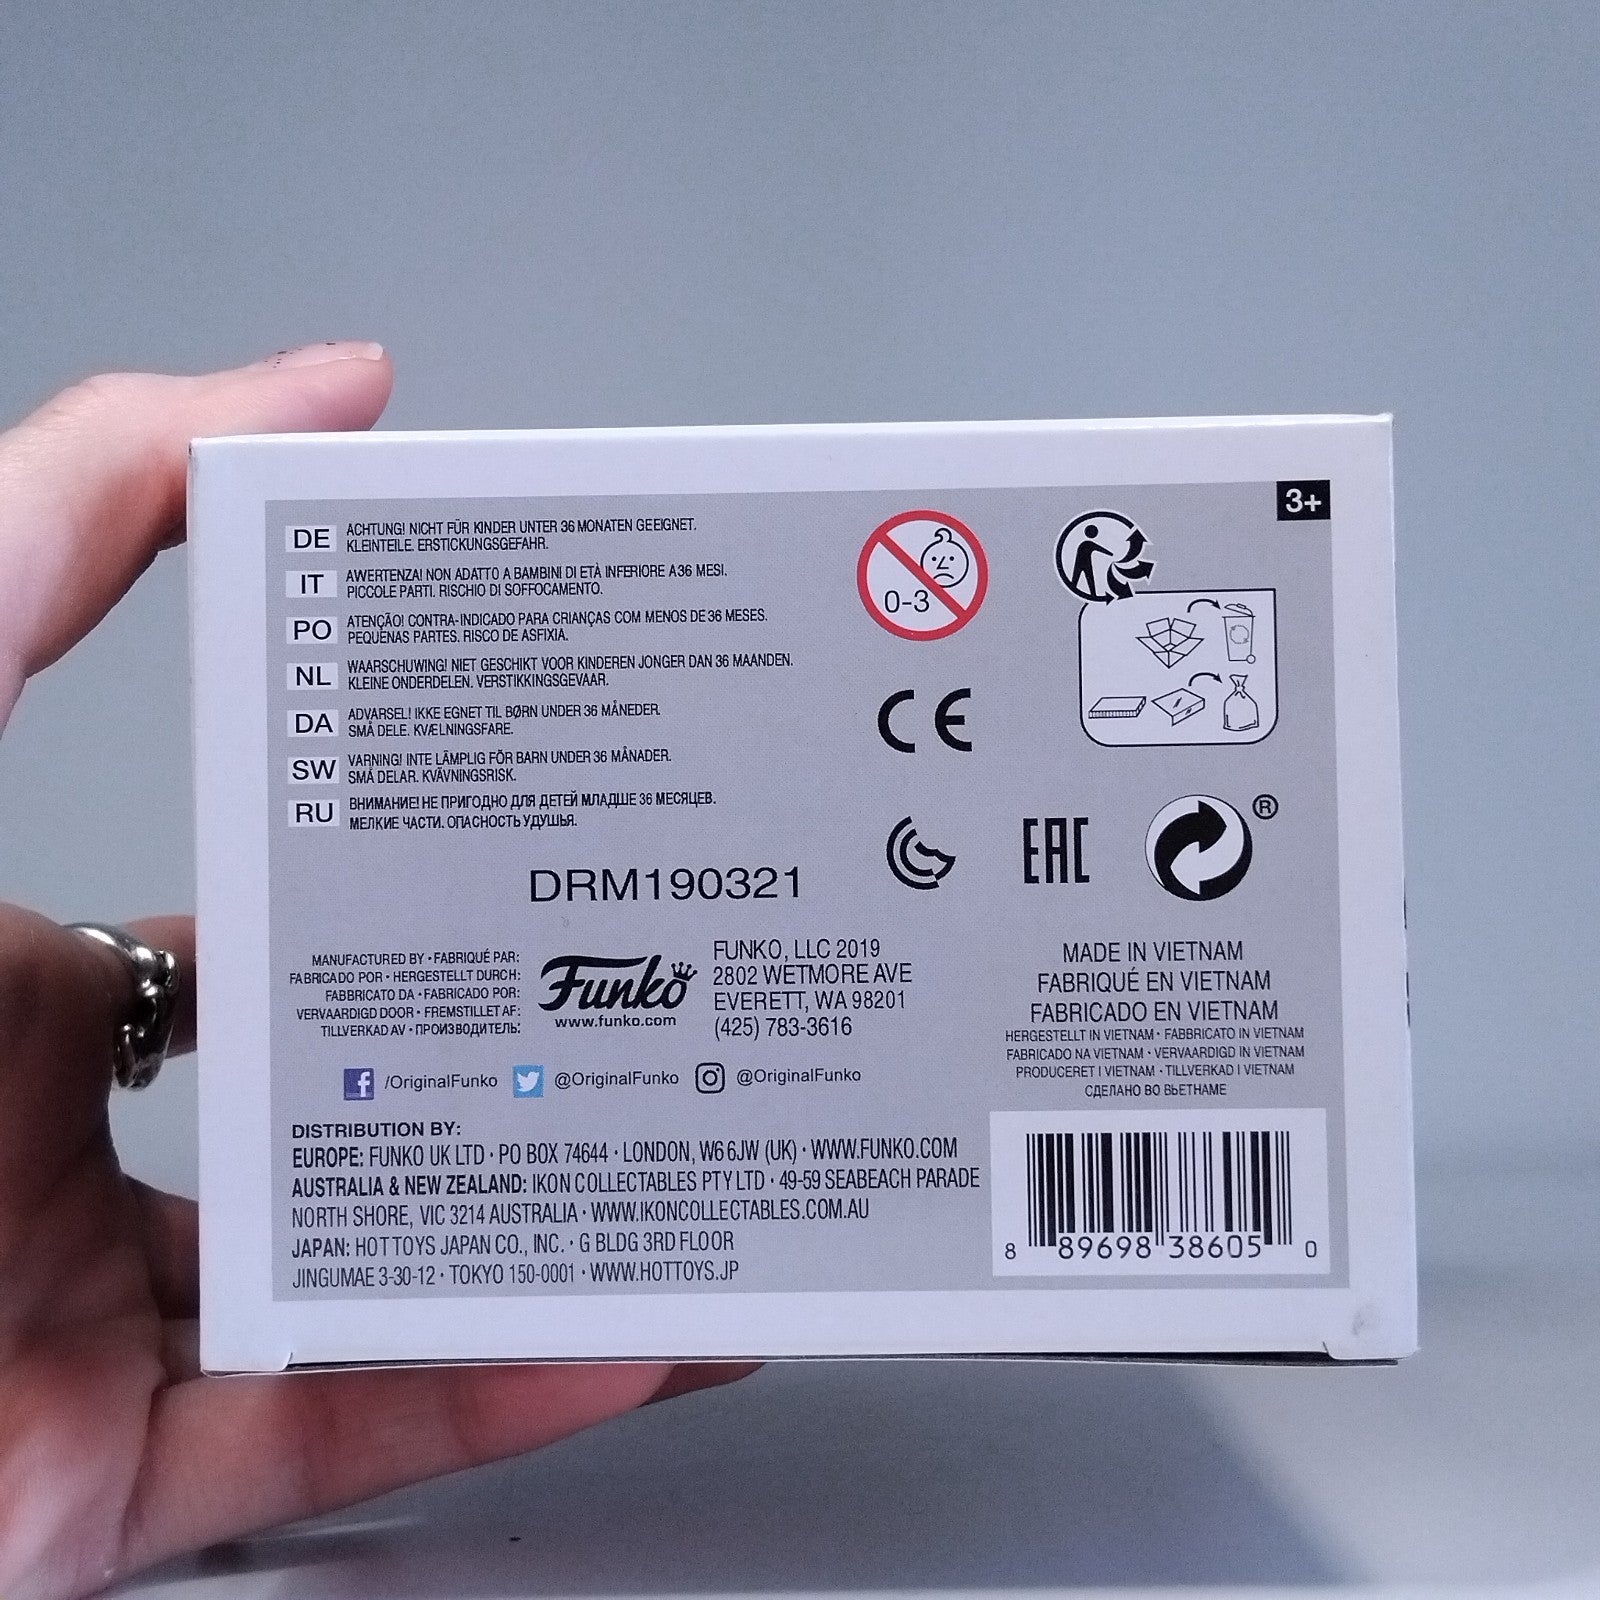 3+
DE ACHTUNG! NICHT FÜR KINDER UNTER 36 MONATEN GEEIGNET.
KLEINTEILE. ERSTICKUNGSGEFAHR.
IT AWERTENZA! NON ADATTO A BAMBINI DI ETÀ INFERIORE A 36 MESI.
PICCOLE PARTI. RISCHIO DI SOFFOCAMENTO.
PO ATENÇÃO! CONTRA-INDICADO PARA CRIANÇAS COM MENOS DE 36 MESES.
PEQUENAS PARTES. RISCO DE ASFIXIA.
NL WAARSCHUWING! NIET GESCHIKT VOOR KINDEREN JONGER DAN 36 MAANDEN.
KLEINE ONDERDELEN. VERSTIKKINGSGEVAAR.
DA ADVARSEL! IKKE EGNET TIL BØRN UNDER 36 MÅNEDER.
SMÅ DELE. KVÆLNINGSFARE.
SW VARNING! INTE LÄMPLIG FÖR BARN UNDER 36 MÅNADER.
SMÅ DELAR. KVÄVNINGSRISK.
RU ВНИМАНИЕ! НЕ ПРИГОДНО ДЛЯ ДЕТЕЙ МЛАДШЕ 36 МЕСЯЦЕВ.
МЕЛКИЕ ЧАСТИ. ОПАСНОСТЬ УДУШЬЯ.
0-3
CE
EAC
®
DRM190321
MANUFACTURED BY • FABRIQUÉ PAR:
FABRICADO POR • HERGESTELLT DURCH:
FABBRICATO DA • FABRICADO POR:
VERVAARDIGD DOOR • FREMSTILLET AF:
TILLVERKAD AV • ПРОИЗВОДИТЕЛЬ:
Funko
www.funko.com
FUNKO, LLC 2019
2802 WETMORE AVE
EVERETT, WA 98201
(425) 783-3616
MADE IN VIETNAM
FABRIQUÉ EN VIETNAM
FABRICADO EN VIETNAM
HERGESTELLT IN VIETNAM • FABBRICATO IN VIETNAM
FABRICADO NA VIETNAM • VERVAARDIGD IN VIETNAM
PRODUCERET I VIETNAM • TILLVERKAD I VIETNAM
СДЕЛАНО ВО ВЬЕТНАМЕ
f /OriginalFunko @OriginalFunko @OriginalFunko
DISTRIBUTION BY:
EUROPE: FUNKO UK LTD • PO BOX 74644 • LONDON, W6 6JW (UK) • WWW.FUNKO.COM
AUSTRALIA & NEW ZEALAND: IKON COLLECTABLES PTY LTD • 49-59 SEABEACH PARADE
NORTH SHORE, VIC 3214 AUSTRALIA • WWW.IKONCOLLECTABLES.COM.AU
JAPAN: HOT TOYS JAPAN CO., INC. • G BLDG 3RD FLOOR
JINGUMAE 3-30-12 • TOKYO 150-0001 • WWW.HOTTOYS.JP
8 89698 38605 0